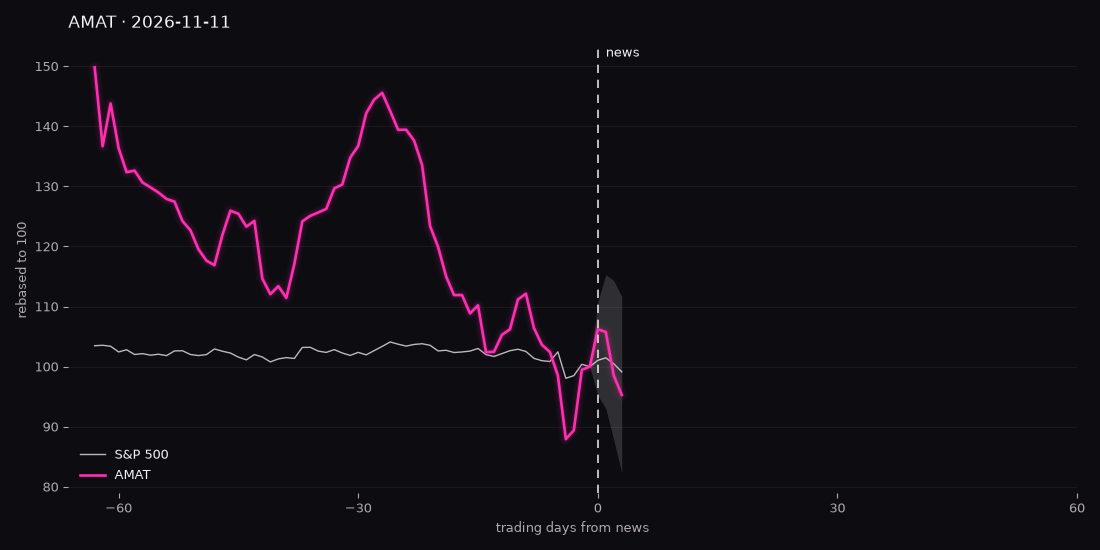 AMAT · 2026-11-11
news
150
140
130
120
110
100
90
80
rebased to 100
S&P 500
AMAT
−60
−30
0
30
60
trading days from news